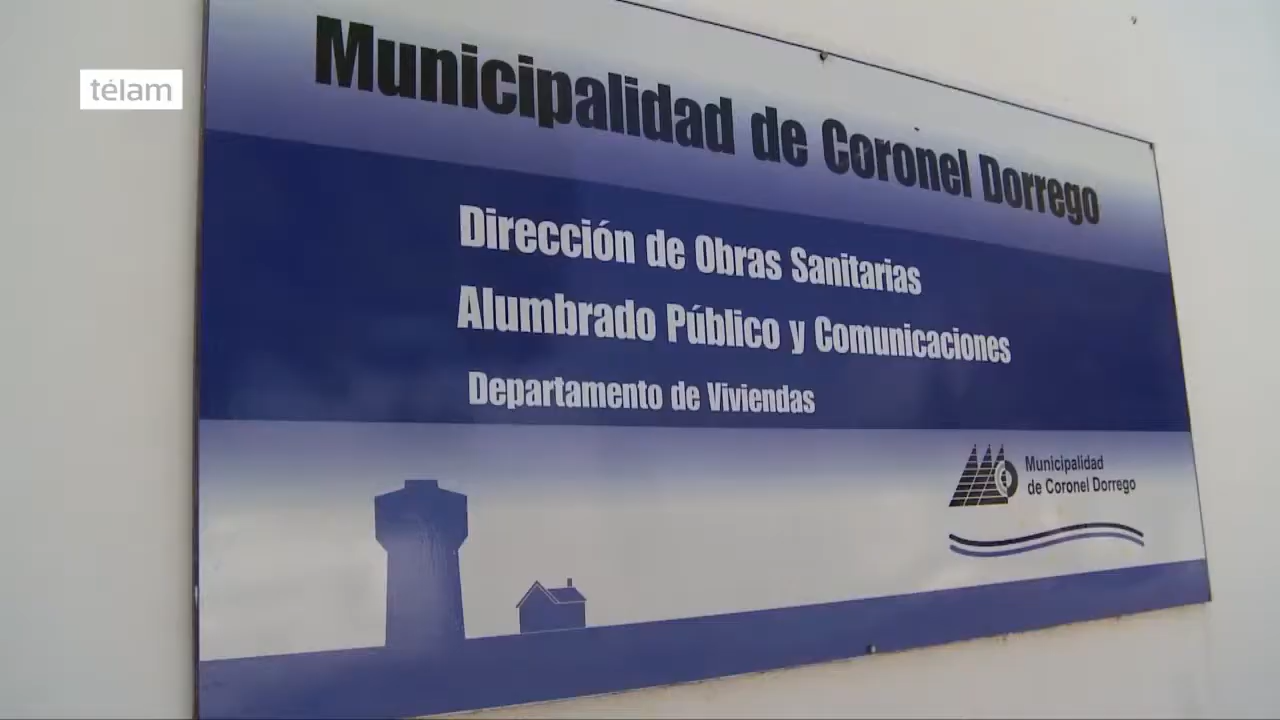 télam
Municipalidad de Coronel Dorrego
Dirección de Obras Sanitarias
Alumbrado Público y Comunicaciones
Departamento de Viviendas
Municipalidad
de Coronel Dorrego